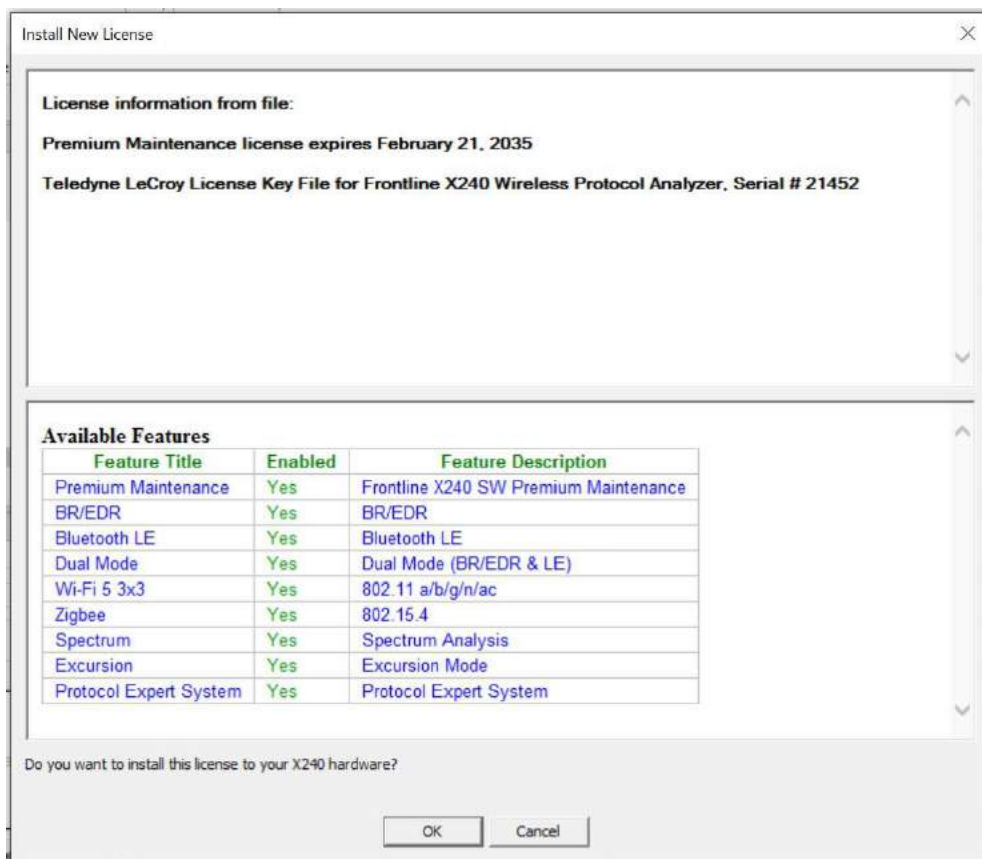 Install New License
License information from file:
Premium Maintenance license expires February 21, 2035
Teledyne LeCroy License Key File for Frontline X240 Wireless Protocol Analyzer, Serial # 21452
Available Features
Feature Title Enabled Feature Description
Premium Maintenance Yes Frontline X240 SW Premium Maintenance
BR/EDR Yes BR/EDR
Bluetooth LE Yes Bluetooth LE
Dual Mode Yes Dual Mode (BR/EDR & LE)
Wi-Fi 5 3x3 Yes 802.11 a/b/g/n/ac
Zigbee Yes 802.15.4
Spectrum Yes Spectrum Analysis
Excursion Yes Excursion Mode
Protocol Expert System Yes Protocol Expert System
Do you want to install this license to your X240 hardware?
OK Cancel